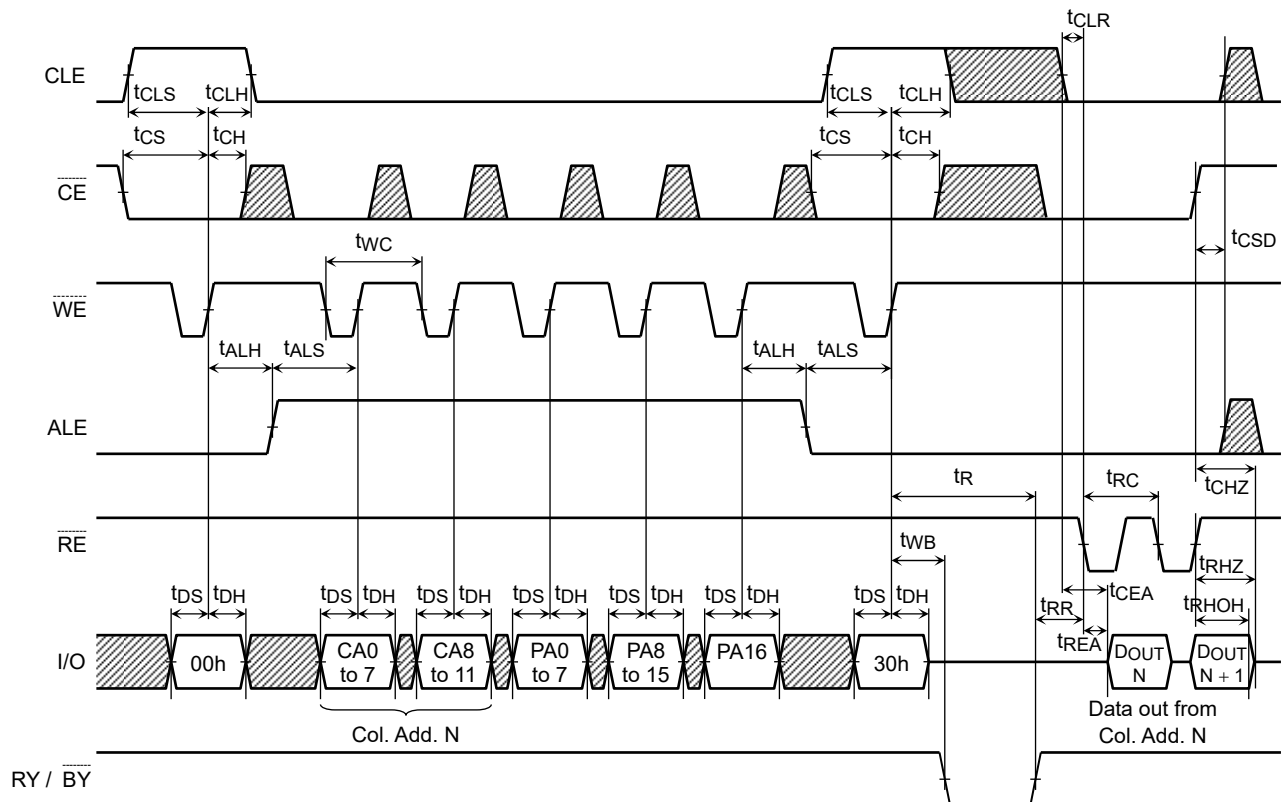 tCLR
CLE
tCLS tCLH tCLS tCLH
tCS tCH tCS tCH
CE
tWC tCSD
WE
tALH tALS tALH tALS
ALE
tR tRC tCHZ
RE
tWB tRHZ
tDS tDH tDS tDH tDS tDH tDS tDH tDS tDH tDS tDH tDS tDH tCEA
tRR tRHOH
tREA
I/O 00h CA0 to 7 CA8 to 11 PA0 to 7 PA8 to 15 PA16 30h DOUT N DOUT N + 1
Col. Add. N
Data out from
Col. Add. N
RY / BY